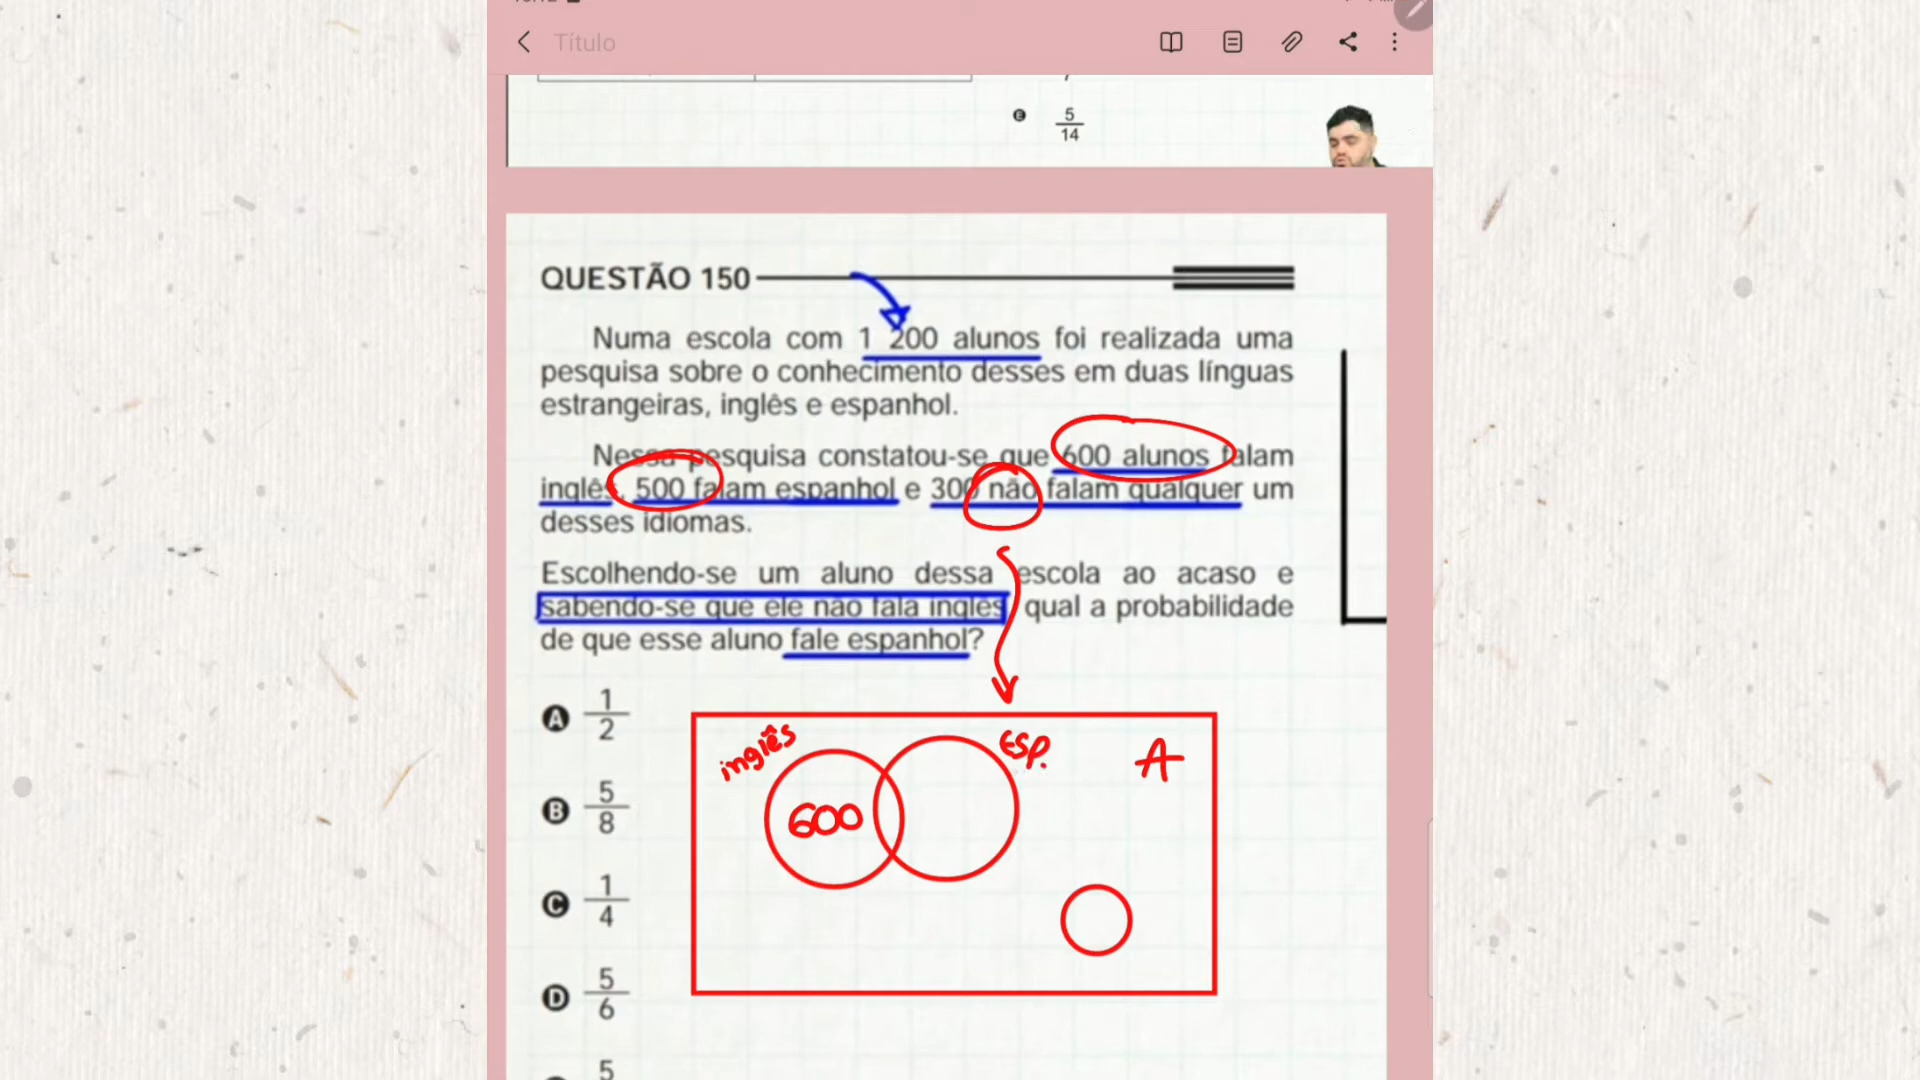 Título
E 5/14
QUESTÃO 150
Numa escola com 1 200 alunos foi realizada uma
pesquisa sobre o conhecimento desses em duas línguas
estrangeiras, inglês e espanhol.
Nessa pesquisa constatou-se que 600 alunos falam
inglês, 500 falam espanhol e 300 não falam qualquer um
desses idiomas.
Escolhendo-se um aluno dessa escola ao acaso e
sabendo-se que ele não fala inglês qual a probabilidade
de que esse aluno fale espanhol?
A 1/2
inglês
ESP.
A
B 5/8
600
C 1/4
D 5/6
5